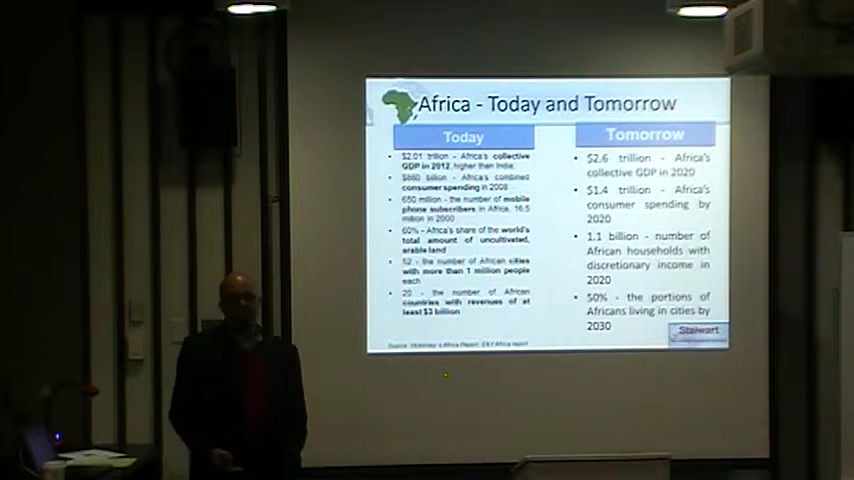 Africa - Today and Tomorrow
Today
• $2.01 trillion - Africa's collective
GDP in 2012, higher than India.
• $860 billion - Africa's combined
consumer spending in 2008
• 650 million - the number of mobile
phone subscribers in Africa, 16.5
million in 2000
• 60% - Africa's share of the world's
total amount of uncultivated,
arable land
• 52 - the number of African cities
with more than 1 million people
each
• 20 - the number of African
countries with revenues of at
least $3 billion
Tomorrow
• $2.6 trillion - Africa's
collective GDP in 2020
• $1.4 trillion - Africa's
consumer spending by
2020
• 1.1 billion - number of
African households with
discretionary income in
2020
• 50% - the portions of
Africans living in cities by
2030
Source: McKinsey's Africa Report; E&Y Africa report
Stalwart